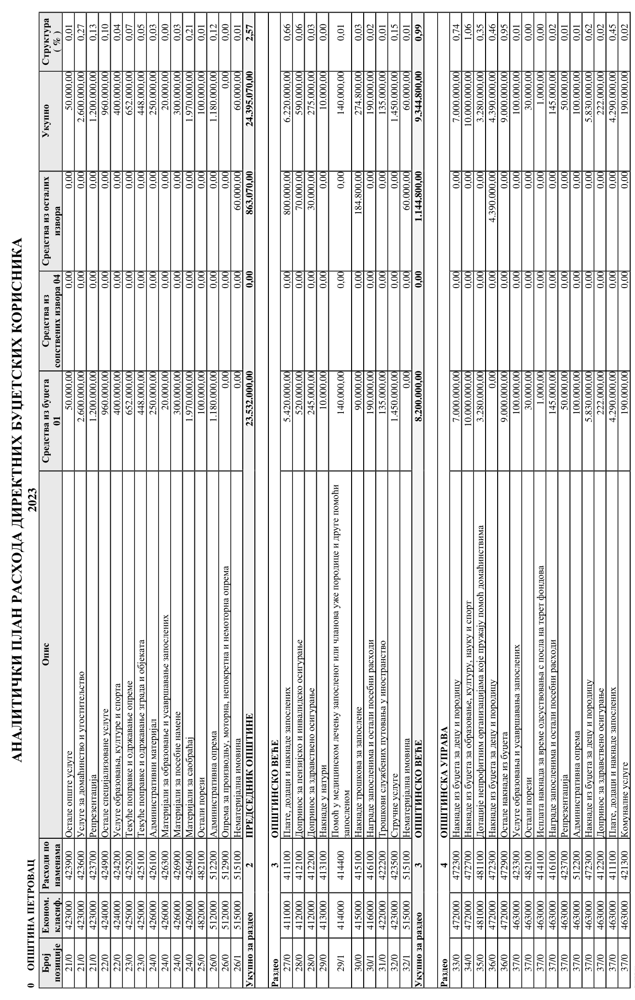 АНАЛИТИЧКИ ПЛАН РАСХОДА ДИРЕКТНИХ БУЏЕТСКИХ КОРИСНИКА
2023
0 ОПШТИНА ПЕТРОВАЦ
Број позиције Економ. класиф. Расходи по наменама Опис Средства из буџета 01 Средства из сопствених извора 04 Средства из осталих извора Укупно Структура ( % )
21/0 423000 423900 Остале опште услуге 50.000,00 0,00 0,00 50.000,00 0,01
21/0 423000 423600 Услуге за домаћинство и угоститељство 2.600.000,00 0,00 0,00 2.600.000,00 0,27
21/0 423000 423700 Репрезентација 1.200.000,00 0,00 0,00 1.200.000,00 0,13
22/0 424000 424900 Остале специјализоване услуге 960.000,00 0,00 0,00 960.000,00 0,10
22/0 424000 424200 Услуге образовања, културе и спорта 400.000,00 0,00 0,00 400.000,00 0,04
23/0 425000 425200 Текуће поправке и одржавање опреме 652.000,00 0,00 0,00 652.000,00 0,07
23/0 425000 425100 Текуће поправке и одржавање зграда и објеката 448.000,00 0,00 0,00 448.000,00 0,05
24/0 426000 426100 Административни материјал 250.000,00 0,00 0,00 250.000,00 0,03
24/0 426000 426300 Материјали за образовање и усавршавање запослених 20.000,00 0,00 0,00 20.000,00 0,00
24/0 426000 426900 Материјали за посебне намене 300.000,00 0,00 0,00 300.000,00 0,03
24/0 426000 426400 Материјали за саобраћај 1.970.000,00 0,00 0,00 1.970.000,00 0,21
25/0 482000 482100 Остали порези 100.000,00 0,00 0,00 100.000,00 0,01
26/0 512000 512200 Административна опрема 1.180.000,00 0,00 0,00 1.180.000,00 0,12
26/0 512000 512900 Опрема за производњу, моторна, непокретна и немоторна опрема 0,00 0,00 0,00 0,00 0,00
26/1 515000 515100 Нематеријална имовина 0,00 0,00 60.000,00 60.000,00 0,01
Укупно за раздео 2 ПРЕДСЕДНИК ОПШТИНЕ 23.532.000,00 0,00 863.070,00 24.395.070,00 2,57
Раздео 3 ОПШТИНСКО ВЕЋЕ
27/0 411000 411100 Плате, додаци и накнаде запослених 5.420.000,00 0,00 800.000,00 6.220.000,00 0,66
28/0 412000 412100 Допринос за пензијско и инвалидско осигурање 520.000,00 0,00 70.000,00 590.000,00 0,06
28/0 412000 412200 Допринос за здравствено осигурање 245.000,00 0,00 30.000,00 275.000,00 0,03
29/0 413000 413100 Накнаде у натури 10.000,00 0,00 0,00 10.000,00 0,00
29/1 414000 414400 Помоћ у медицинском лечењу запосленог или чланова уже породице и друге помоћи запосленом 140.000,00 0,00 0,00 140.000,00 0,01
30/0 415000 415100 Накнаде трошкова за запослене 90.000,00 0,00 184.800,00 274.800,00 0,03
30/1 416000 416100 Награде запосленима и остали посебни расходи 190.000,00 0,00 0,00 190.000,00 0,02
31/0 422000 422200 Трошкови службених путовања у иностранство 135.000,00 0,00 0,00 135.000,00 0,01
32/0 423000 423500 Стручне услуге 1.450.000,00 0,00 0,00 1.450.000,00 0,15
32/1 515000 515100 Нематеријална имовина 0,00 0,00 60.000,00 60.000,00 0,01
Укупно за раздео 3 ОПШТИНСКО ВЕЋЕ 8.200.000,00 0,00 1.144.800,00 9.344.800,00 0,99
Раздео 4 ОПШТИНСКА УПРАВА
33/0 472000 472300 Накнаде из буџета за децу и породицу 7.000.000,00 0,00 0,00 7.000.000,00 0,74
34/0 472000 472700 Накнаде из буџета за образовање, културу, науку и спорт 10.000.000,00 0,00 0,00 10.000.000,00 1,06
35/0 481000 481100 Дотације непрофитним организацијама које пружају помоћ домаћинствима 3.280.000,00 0,00 0,00 3.280.000,00 0,35
36/0 472000 472300 Накнаде из буџета за децу и породицу 0,00 0,00 4.390.000,00 4.390.000,00 0,46
36/0 472000 472900 Остале накнаде из буџета 9.000.000,00 0,00 0,00 9.000.000,00 0,95
37/0 463000 423300 Услуге образовања и усавршавања запослених 100.000,00 0,00 0,00 100.000,00 0,01
37/0 463000 482100 Остали порези 30.000,00 0,00 0,00 30.000,00 0,00
37/0 463000 414100 Исплата накнада за време одсуствовања с посла на терет фондова 1.000,00 0,00 0,00 1.000,00 0,00
37/0 463000 416100 Награде запосленима и остали посебни расходи 145.000,00 0,00 0,00 145.000,00 0,02
37/0 463000 423700 Репрезентација 50.000,00 0,00 0,00 50.000,00 0,01
37/0 463000 512200 Административна опрема 100.000,00 0,00 0,00 100.000,00 0,01
37/0 463000 472300 Накнаде из буџета за децу и породицу 5.830.000,00 0,00 0,00 5.830.000,00 0,62
37/0 463000 412200 Допринос за здравствено осигурање 222.000,00 0,00 0,00 222.000,00 0,02
37/0 463000 411100 Плате, додаци и накнаде запослених 4.290.000,00 0,00 0,00 4.290.000,00 0,45
37/0 463000 421300 Комуналне услуге 190.000,00 0,00 0,00 190.000,00 0,02